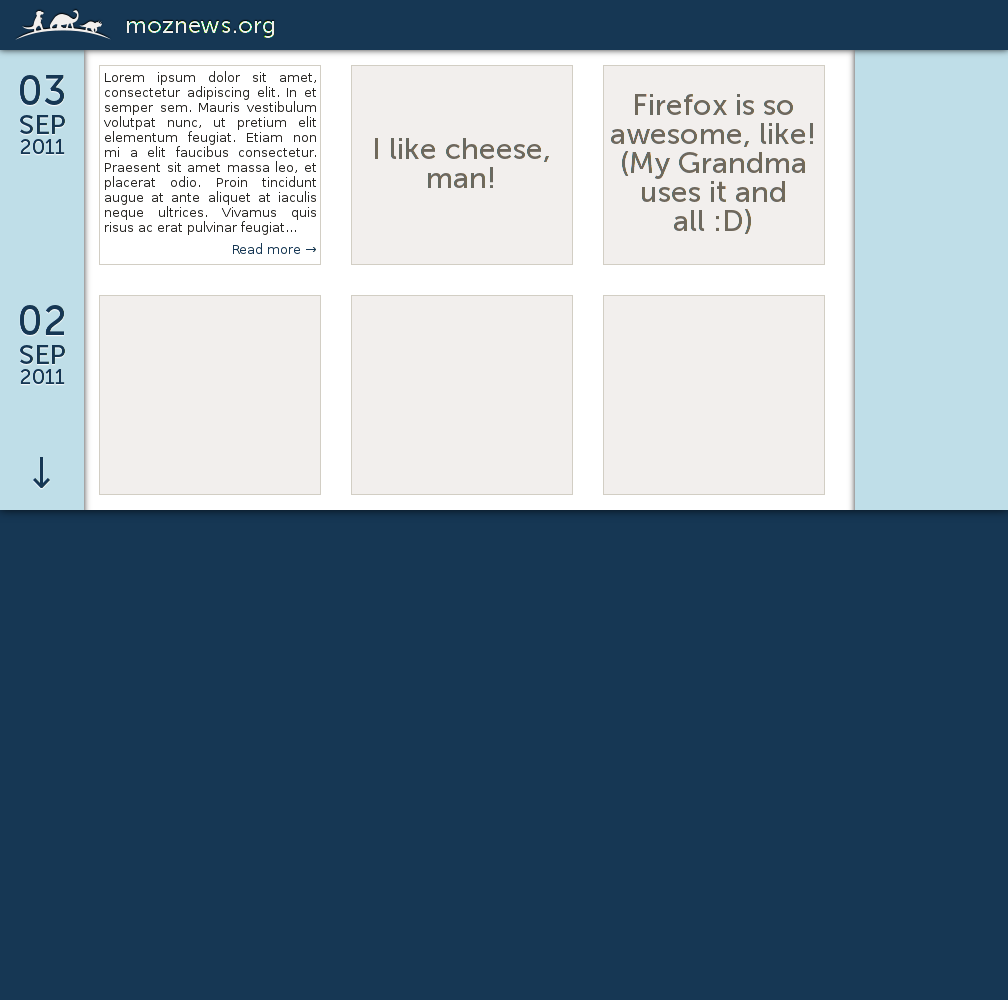 moznews.org
03
SEP
2011
Lorem ipsum dolor sit amet,
consectetur adipiscing elit. In et
semper sem. Mauris vestibulum
volutpat nunc, ut pretium elit
elementum feugiat. Etiam non
mi a elit faucibus consectetur.
Praesent sit amet massa leo, et
placerat odio. Proin tincidunt
augue at ante aliquet at iaculis
neque ultrices. Vivamus quis
risus ac erat pulvinar feugiat...
Read more →
I like cheese,
man!
Firefox is so
awesome, like!
(My Grandma
uses it and
all :D)
02
SEP
2011
↓